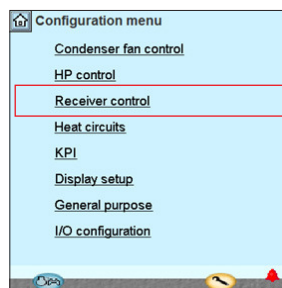 Configuration menu
Condenser fan control
HP control
Receiver control
Heat circuits
KPI
Display setup
General purpose
I/O configuration